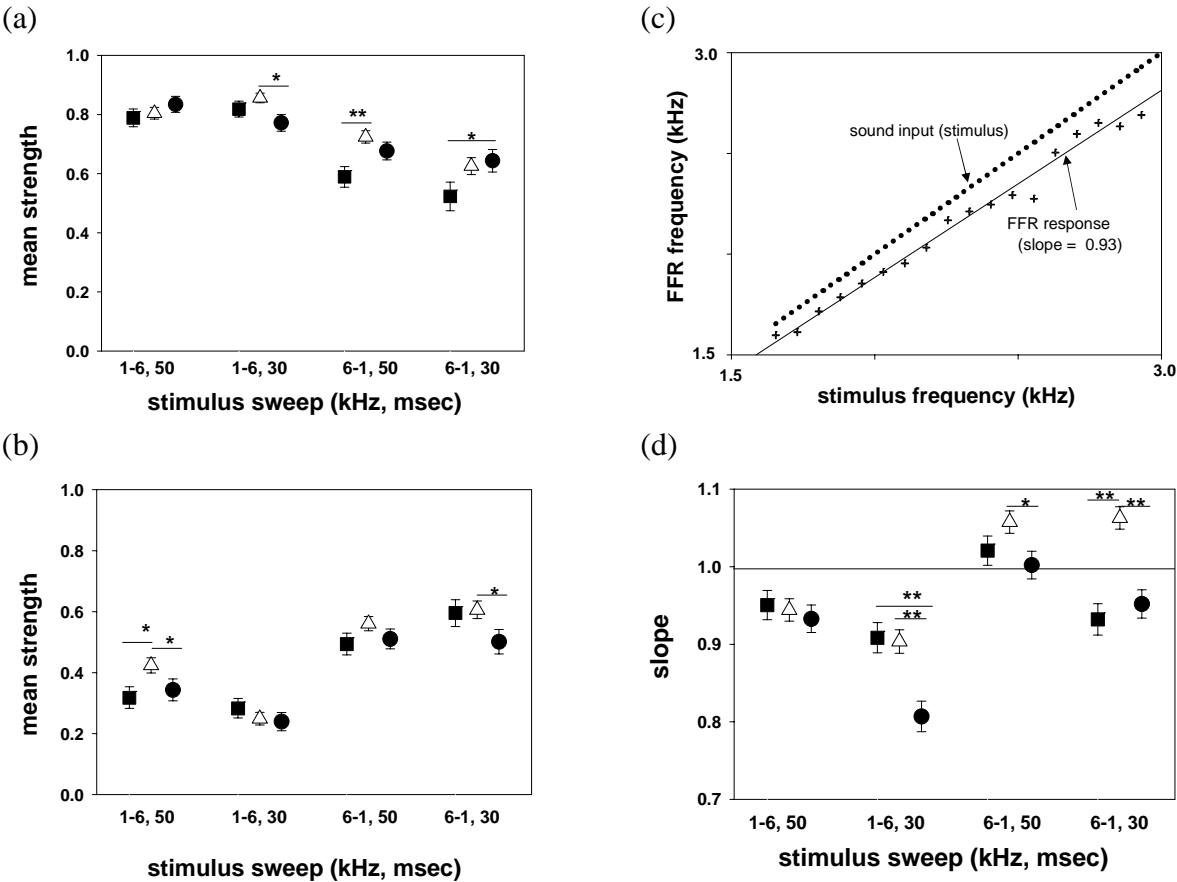 (a)
1.0
0.8
0.6
0.4
0.2
0.0
mean strength
*
**
*
1-6, 50 1-6, 30 6-1, 50 6-1, 30
stimulus sweep (kHz, msec)
(c)
3.0
1.5
FFR frequency (kHz)
sound input (stimulus)
FFR response
(slope = 0.93)
1.5 3.0
stimulus frequency (kHz)
(b)
1.0
0.8
0.6
0.4
0.2
0.0
mean strength
* *
*
1-6, 50 1-6, 30 6-1, 50 6-1, 30
stimulus sweep (kHz, msec)
(d)
1.1
1.0
0.9
0.8
0.7
slope
**
**
*
** **
1-6, 50 1-6, 30 6-1, 50 6-1, 30
stimulus sweep (kHz, msec)